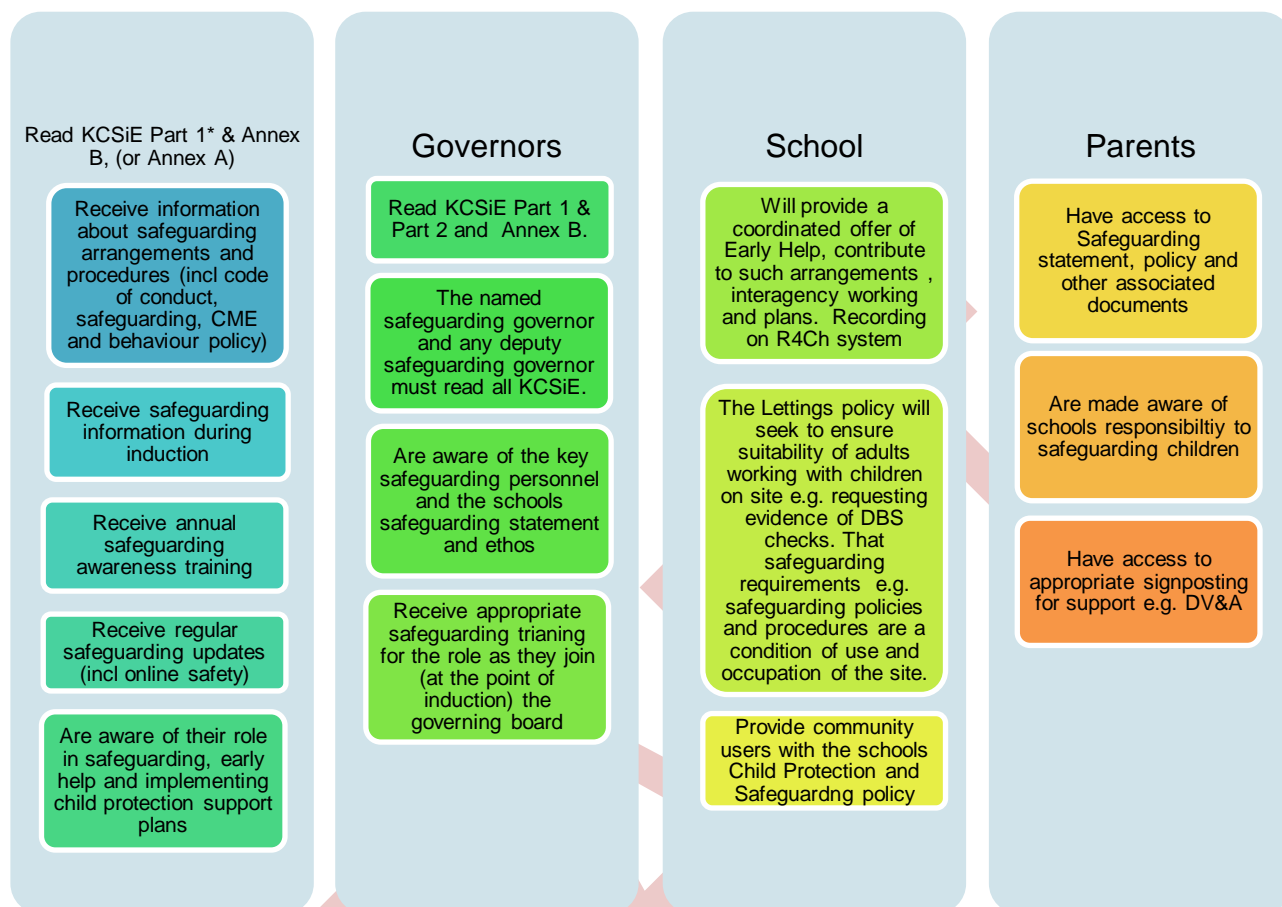 Read KCSiE Part 1* & Annex
B, (or Annex A)
Receive information
about safeguarding
arrangements and
procedures (incl code
of conduct,
safeguarding, CME
and behaviour policy)
Receive safeguarding
information during
induction
Receive annual
safeguarding
awareness training
Receive regular
safeguarding updates
(incl online safety)
Are aware of their role
in safeguarding, early
help and implementing
child protection support
plans
Governors
Read KCSiE Part 1 &
Part 2 and Annex B.
The named
safeguarding governor
and any deputy
safeguarding governor
must read all KCSiE.
Are aware of the key
safeguarding personnel
and the schools
safeguarding statement
and ethos
Receive appropriate
safeguarding trianing
for the role as they join
(at the point of
induction) the
governing board
School
Will provide a
coordinated offer of
Early Help, contribute
to such arrangements ,
interagency working
and plans. Recording
on R4Ch system
The Lettings policy will
seek to ensure
suitability of adults
working with children
on site e.g. requesting
evidence of DBS
checks. That
safeguarding
requirements e.g.
safeguarding policies
and procedures are a
condition of use and
occupation of the site.
Provide community
users with the schools
Child Protection and
Safeguardng policy
Parents
Have access to
Safeguarding
statement, policy and
other associated
documents
Are made aware of
schools responsibiltiy to
safeguarding children
Have access to
appropriate signposting
for support e.g. DV&A